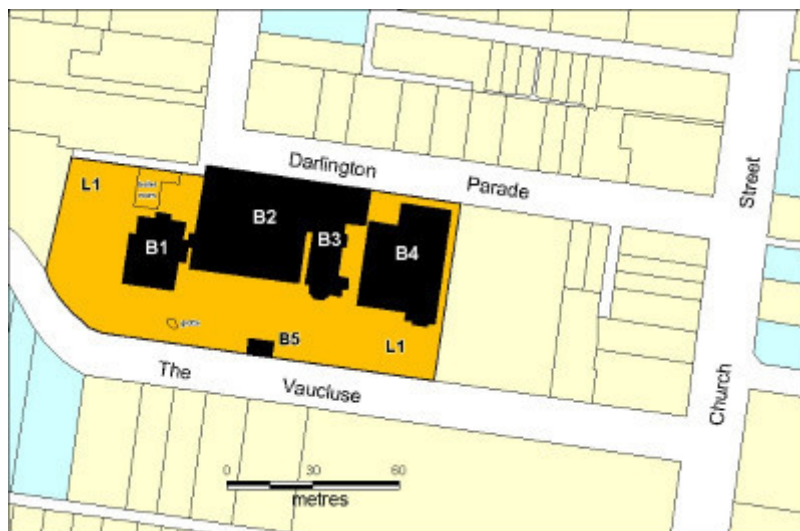 Darlington
Parade
Street
L1
B2
B1
B3
B4
B5
L1
The
Vaucluse
Church
0 30 60
metres